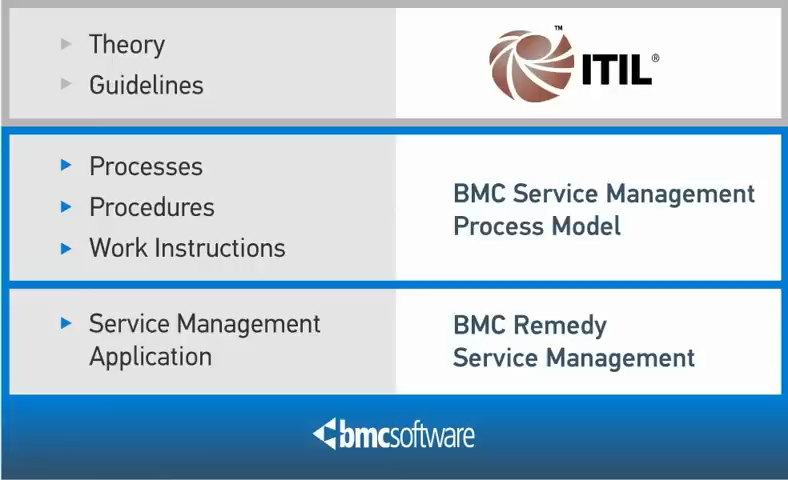 Theory
Guidelines
™
ITIL®
Processes
Procedures
Work Instructions
BMC Service Management
Process Model
Service Management
Application
BMC Remedy
Service Management
bmcsoftware